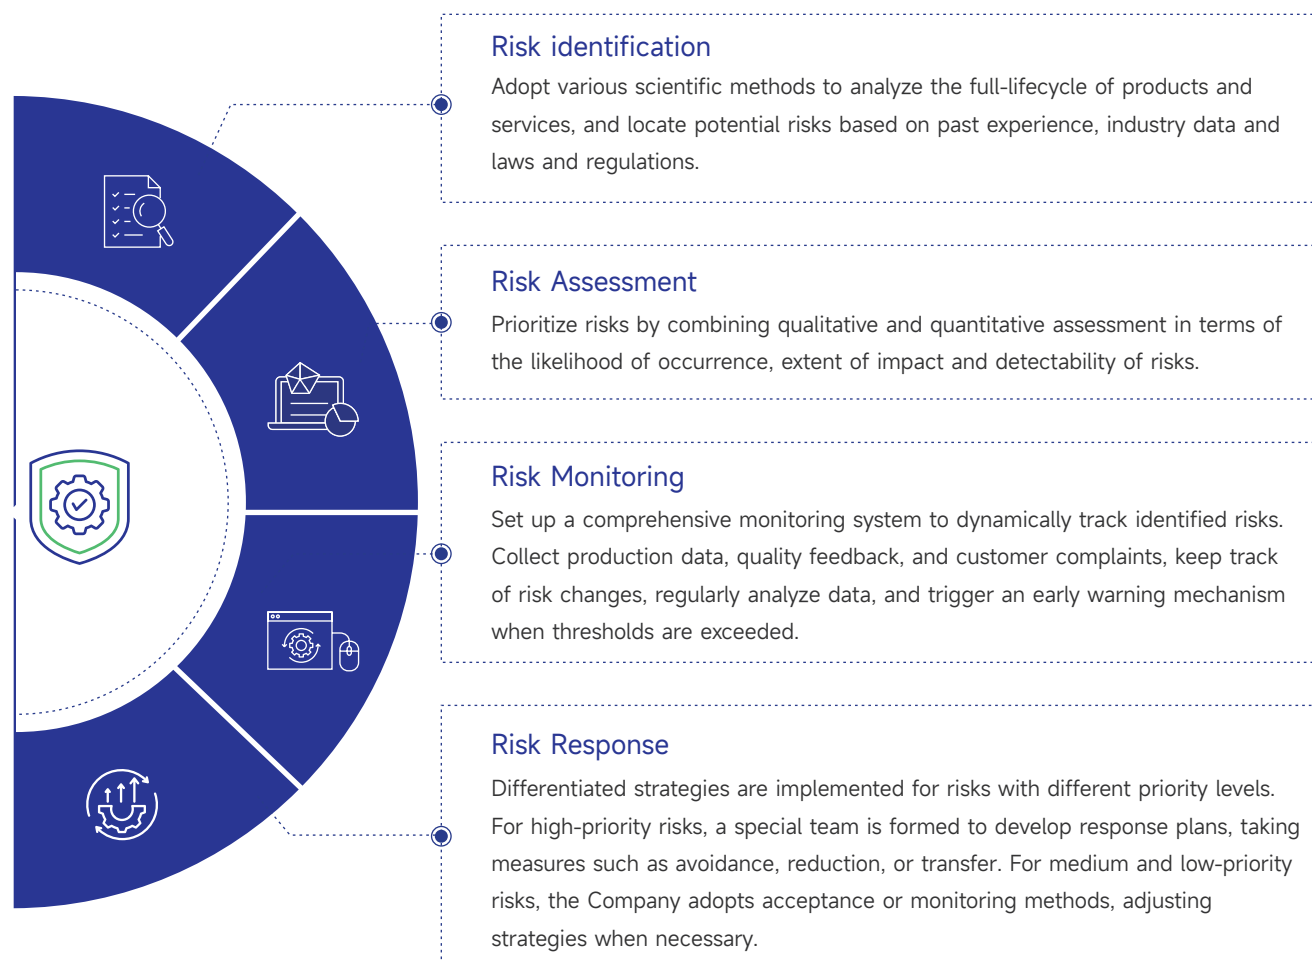 Risk identification
Adopt various scientific methods to analyze the full-lifecycle of products and
services, and locate potential risks based on past experience, industry data and
laws and regulations.
Risk Assessment
Prioritize risks by combining qualitative and quantitative assessment in terms of
the likelihood of occurrence, extent of impact and detectability of risks.
Risk Monitoring
Set up a comprehensive monitoring system to dynamically track identified risks.
Collect production data, quality feedback, and customer complaints, keep track
of risk changes, regularly analyze data, and trigger an early warning mechanism
when thresholds are exceeded.
Risk Response
Differentiated strategies are implemented for risks with different priority levels.
For high-priority risks, a special team is formed to develop response plans, taking
measures such as avoidance, reduction, or transfer. For medium and low-priority
risks, the Company adopts acceptance or monitoring methods, adjusting
strategies when necessary.